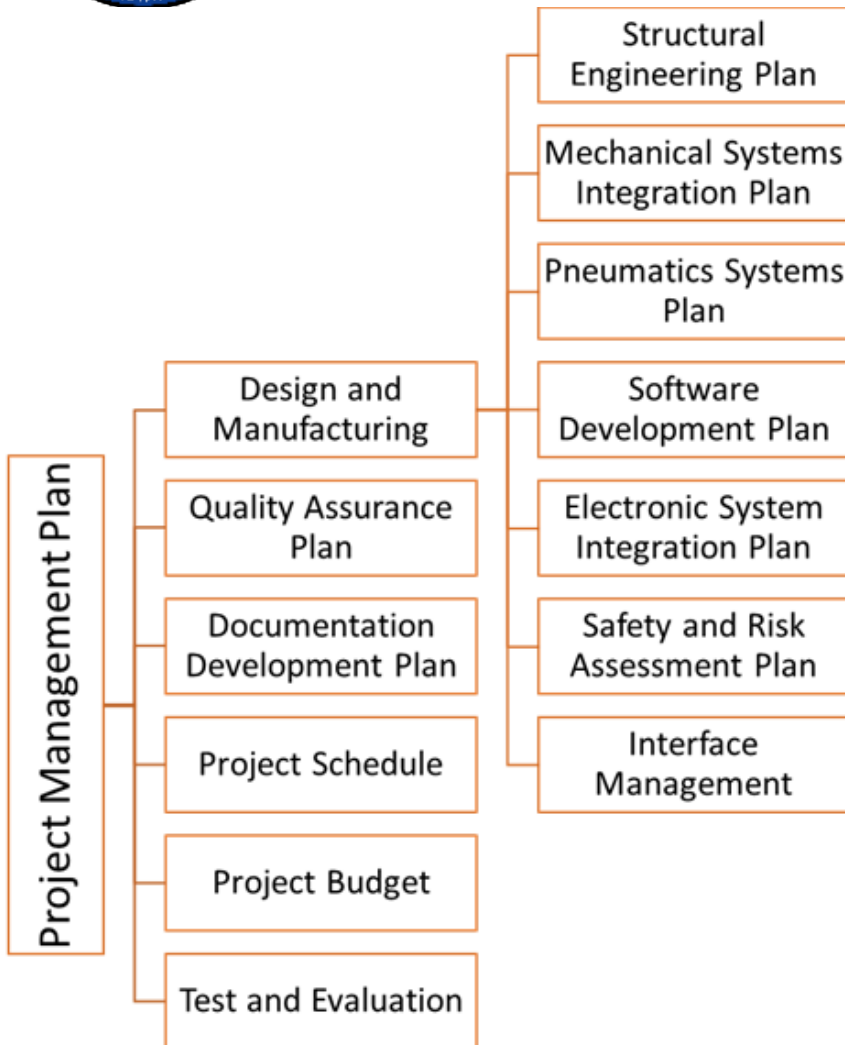 Project Management Plan
Design and
Manufacturing
Quality Assurance
Plan
Documentation
Development Plan
Project Schedule
Project Budget
Test and Evaluation
Structural
Engineering Plan
Mechanical Systems
Integration Plan
Pneumatics Systems
Plan
Software
Development Plan
Electronic System
Integration Plan
Safety and Risk
Assessment Plan
Interface
Management